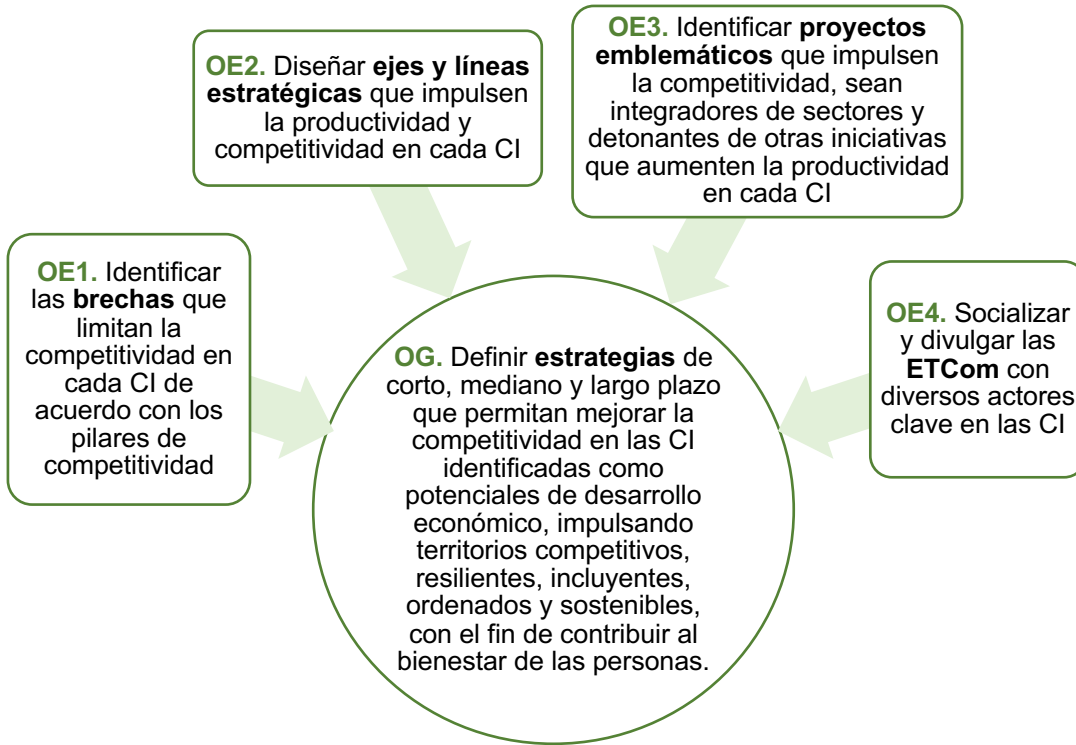 OE1. Identificar
las brechas que
limitan la
competitividad en
cada CI de
acuerdo con los
pilares de
competitividad
OE2. Diseñar ejes y líneas
estratégicas que impulsen
la productividad y
competitividad en cada CI
OE3. Identificar proyectos
emblemáticos que impulsen
la competitividad, sean
integradores de sectores y
detonantes de otras iniciativas
que aumenten la productividad
en cada CI
OE4. Socializar
y divulgar las
ETCom con
diversos actores
clave en las CI
OG. Definir estrategias de
corto, mediano y largo plazo
que permitan mejorar la
competitividad en las CI
identificadas como
potenciales de desarrollo
económico, impulsando
territorios competitivos,
resilientes, incluyentes,
ordenados y sostenibles,
con el fin de contribuir al
bienestar de las personas.